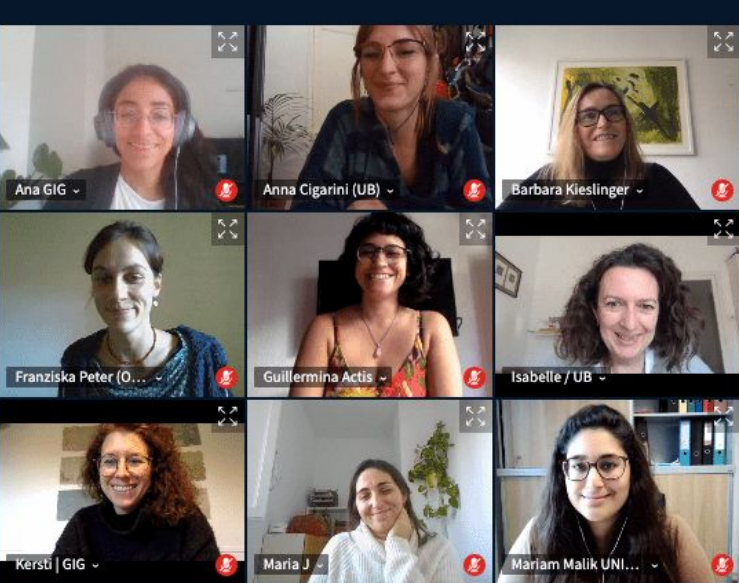 Ana GIG
Anna Cigarini (UB)
Barbara Kieslinger
Franziska Peter (O...
Guillermina Actis
Isabelle / UB
Kersti | GIG
Maria J
Mariam Malik UNI...